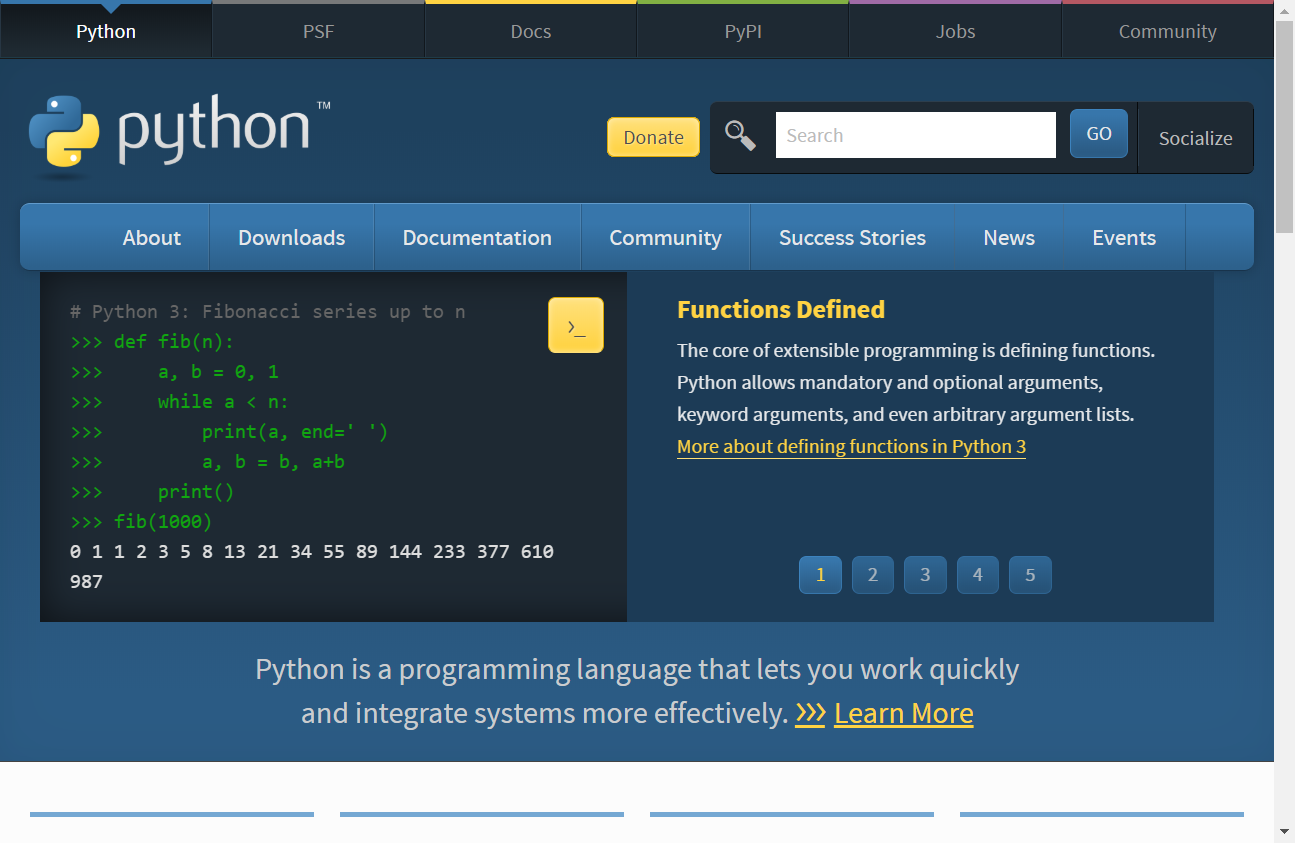 Python PSF Docs PyPI Jobs Community
python™
Donate Search GO Socialize
About Downloads Documentation Community Success Stories News Events
# Python 3: Fibonacci series up to n
>>> def fib(n):
>>>     a, b = 0, 1
>>>     while a < n:
>>>         print(a, end=' ')
>>>         a, b = b, a+b
>>>     print()
>>> fib(1000)
0 1 1 2 3 5 8 13 21 34 55 89 144 233 377 610
987
>_
Functions Defined
The core of extensible programming is defining functions.
Python allows mandatory and optional arguments,
keyword arguments, and even arbitrary argument lists.
More about defining functions in Python 3
1 2 3 4 5
Python is a programming language that lets you work quickly
and integrate systems more effectively. >>> Learn More